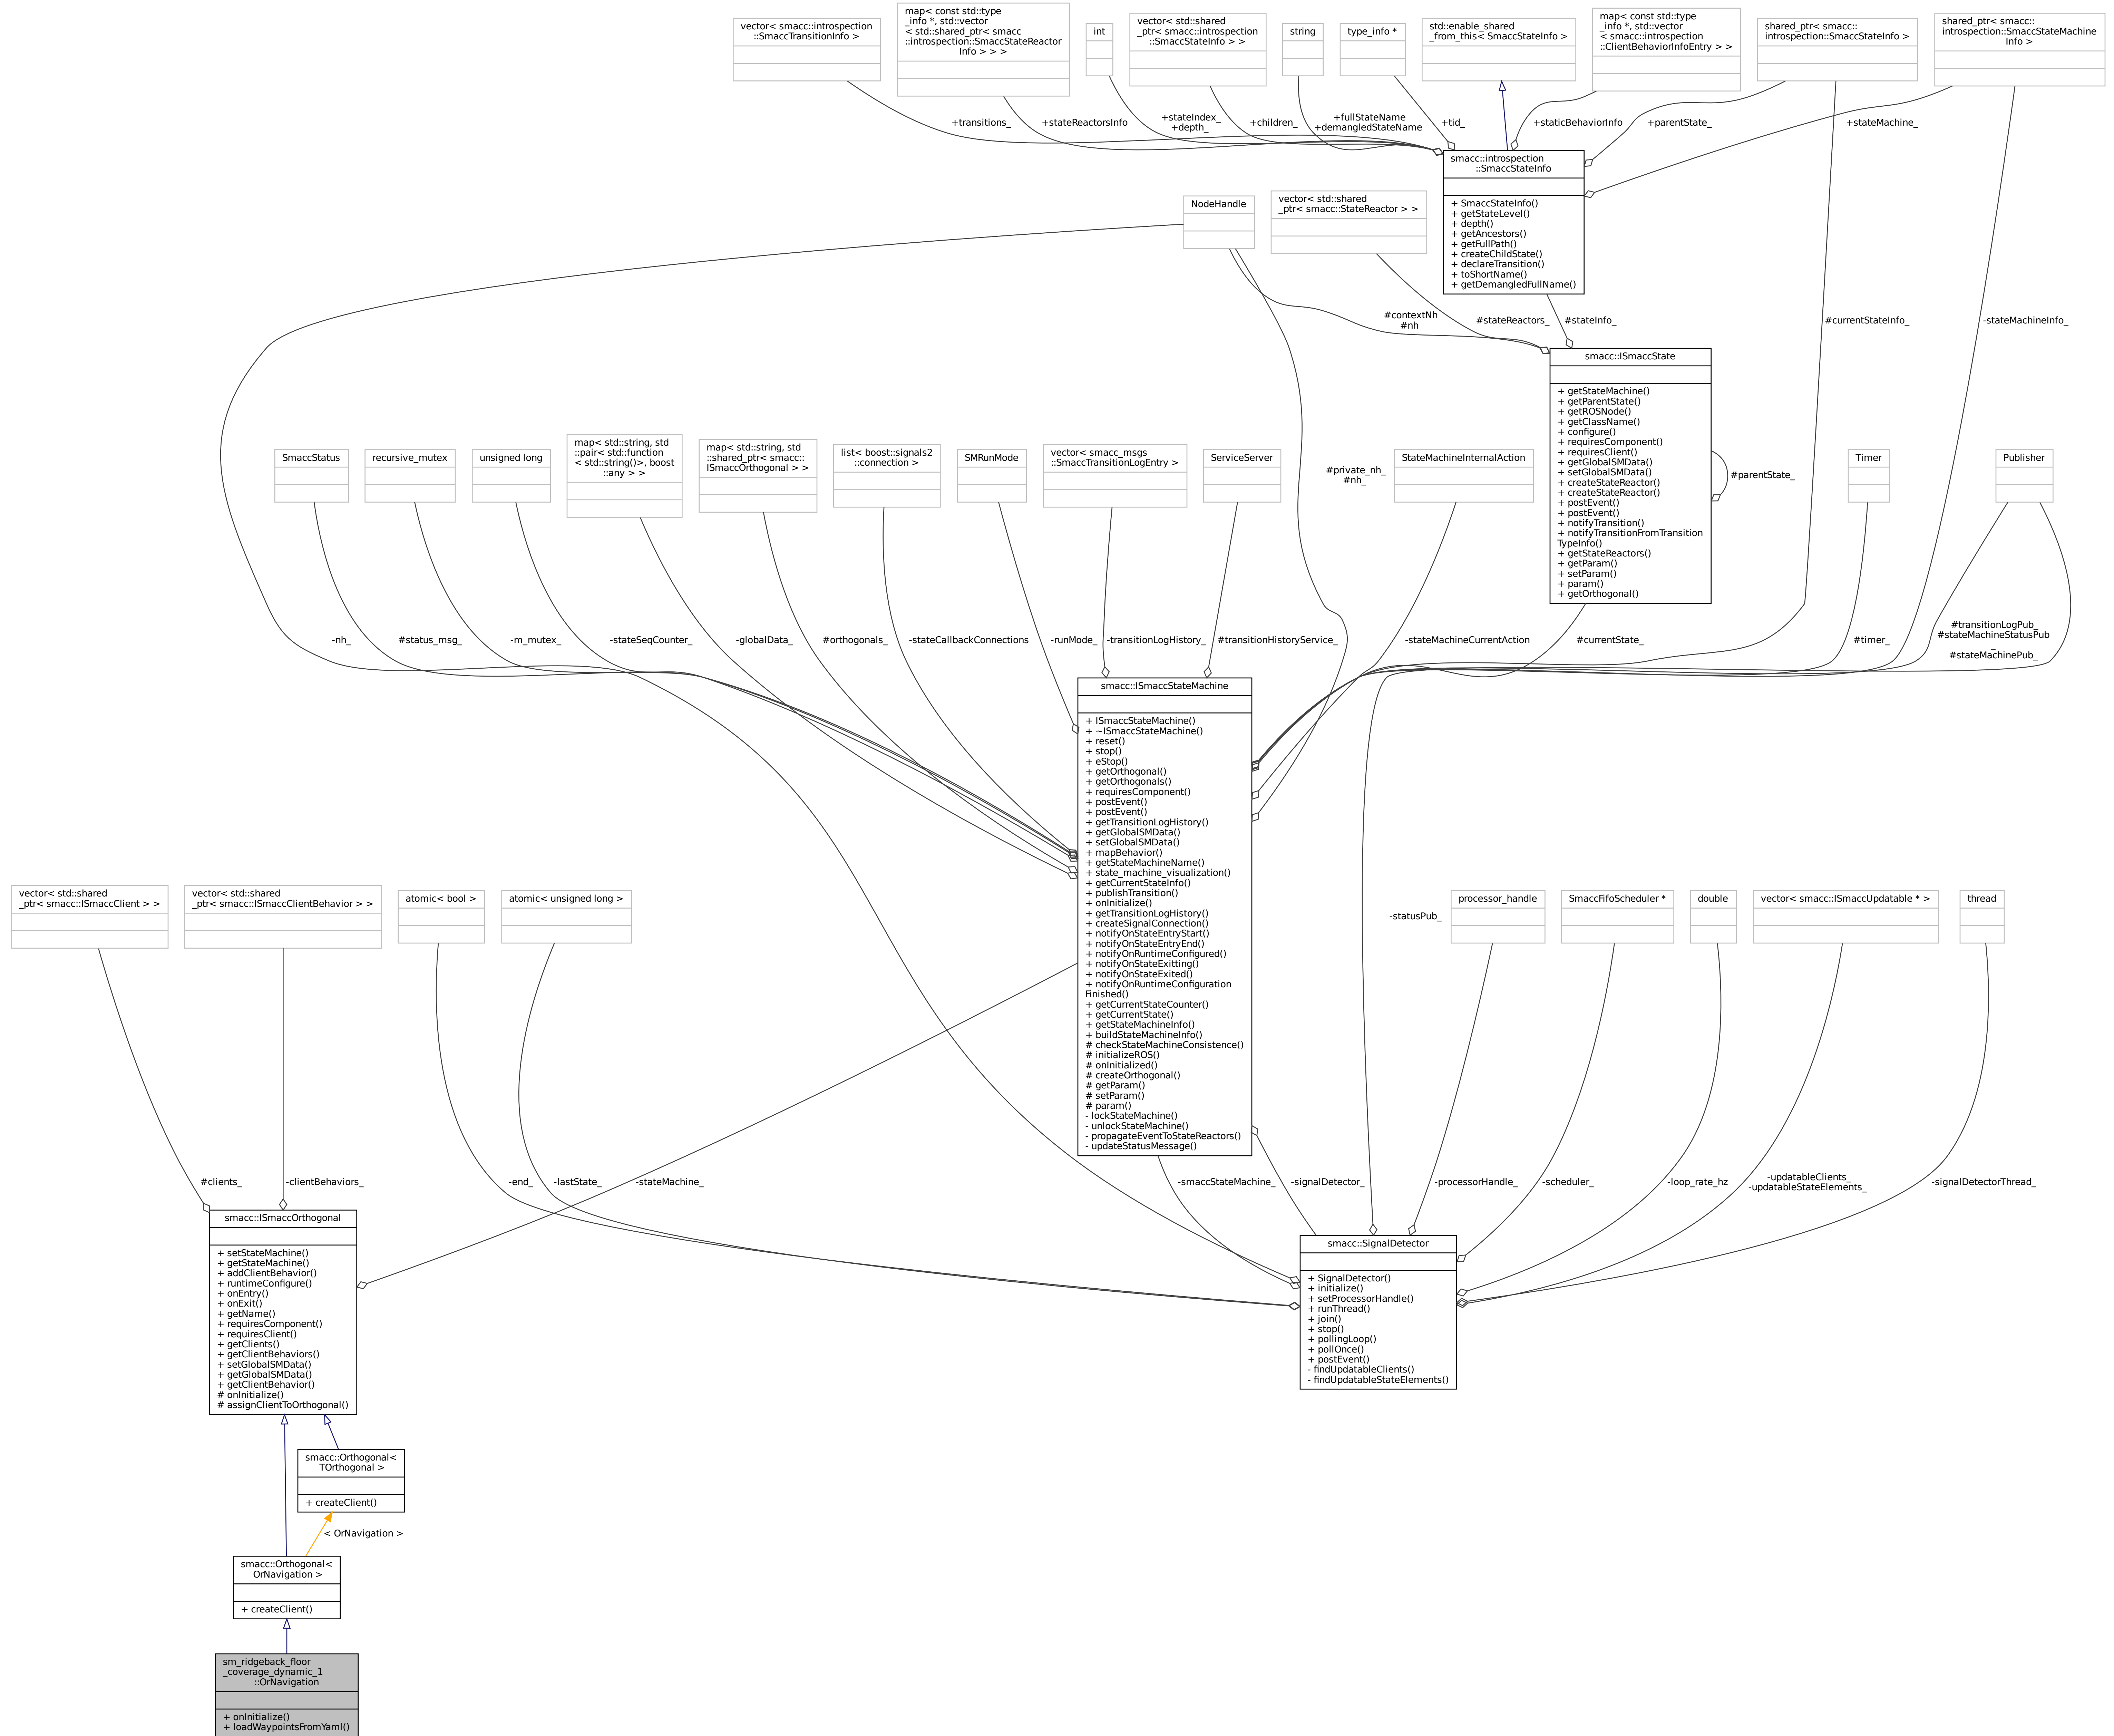 vector< smacc::introspection
::SmaccTransitionInfo >
map< const std::type
_info *, std::vector
< std::shared_ptr< smacc
::introspection::SmaccStateReactor
Info > > >
int
vector< std::shared
_ptr< smacc::introspection
::SmaccStateInfo > >
string
type_info *
std::enable_shared
_from_this< SmaccStateInfo >
map< const std::type
_info *, std::vector
< smacc::introspection
::ClientBehaviorInfoEntry > >
shared_ptr< smacc::
introspection::SmaccStateInfo >
shared_ptr< smacc::
introspection::SmaccStateMachine
Info >
+transitions_
+stateReactorsInfo
+stateIndex_
+depth_
+children_
+fullStateName
+demangledStateName
+tid_
+staticBehaviorInfo
+parentState_
+stateMachine_
smacc::introspection
::SmaccStateInfo
+ SmaccStateInfo()
+ getStateLevel()
+ depth()
+ getAncestors()
+ getFullPath()
+ createChildState()
+ declareTransition()
+ toShortName()
+ getDemangledFullName()
NodeHandle
vector< std::shared
_ptr< smacc::StateReactor > >
#contextNh
#nh
#stateReactors_
#stateInfo_
#currentStateInfo_
-stateMachineInfo_
smacc::ISmaccState
+ getStateMachine()
+ getParentState()
+ getROSNode()
+ getClassName()
+ configure()
+ requiresComponent()
+ requiresClient()
+ getGlobalSMData()
+ setGlobalSMData()
+ createStateReactor()
+ createStateReactor()
+ postEvent()
+ postEvent()
+ notifyTransition()
+ notifyTransitionFromTransition
TypeInfo()
+ getStateReactors()
+ getParam()
+ setParam()
+ param()
+ getOrthogonal()
#parentState_
SmaccStatus
recursive_mutex
unsigned long
map< std::string, std
::pair< std::function
< std::string()>, boost
::any > >
map< std::string, std
::shared_ptr< smacc::
ISmaccOrthogonal > >
list< boost::signals2
::connection >
SMRunMode
vector< smacc_msgs
::SmaccTransitionLogEntry >
ServiceServer
#private_nh_
#nh_
StateMachineInternalAction
Timer
Publisher
-nh_
#status_msg_
-m_mutex_
-stateSeqCounter_
-globalData_
#orthogonals_
-stateCallbackConnections
-runMode_
-transitionLogHistory_
#transitionHistoryService_
-stateMachineCurrentAction
#currentState_
#timer_
#transitionLogPub_
#stateMachineStatusPub
_
#stateMachinePub_
smacc::ISmaccStateMachine
+ ISmaccStateMachine()
+ ~ISmaccStateMachine()
+ reset()
+ stop()
+ eStop()
+ getOrthogonal()
+ getOrthogonals()
+ requiresComponent()
+ postEvent()
+ postEvent()
+ getTransitionLogHistory()
+ getGlobalSMData()
+ setGlobalSMData()
+ mapBehavior()
+ getStateMachineName()
+ state_machine_visualization()
+ getCurrentStateInfo()
+ publishTransition()
+ onInitialize()
+ getTransitionLogHistory()
+ createSignalConnection()
+ notifyOnStateEntryStart()
+ notifyOnStateEntryEnd()
+ notifyOnRuntimeConfigured()
+ notifyOnStateExitting()
+ notifyOnStateExited()
+ notifyOnRuntimeConfiguration
Finished()
+ getCurrentStateCounter()
+ getCurrentState()
+ getStateMachineInfo()
+ buildStateMachineInfo()
# checkStateMachineConsistence()
# initializeROS()
# onInitialized()
# createOrthogonal()
# getParam()
# setParam()
# param()
- lockStateMachine()
- unlockStateMachine()
- propagateEventToStateReactors()
- updateStatusMessage()
vector< std::shared
_ptr< smacc::ISmaccClient > >
vector< std::shared
_ptr< smacc::ISmaccClientBehavior > >
atomic< bool >
atomic< unsigned long >
-statusPub_
processor_handle
SmaccFifoScheduler *
double
vector< smacc::ISmaccUpdatable * >
thread
#clients_
-clientBehaviors_
-end_
-lastState_
-stateMachine_
-smaccStateMachine_
-signalDetector_
-processorHandle_
-scheduler_
-loop_rate_hz
-updatableClients_
-updatableStateElements_
-signalDetectorThread_
smacc::ISmaccOrthogonal
+ setStateMachine()
+ getStateMachine()
+ addClientBehavior()
+ runtimeConfigure()
+ onEntry()
+ onExit()
+ getName()
+ requiresComponent()
+ requiresClient()
+ getClients()
+ getClientBehaviors()
+ setGlobalSMData()
+ getGlobalSMData()
+ getClientBehavior()
# onInitialize()
# assignClientToOrthogonal()
smacc::SignalDetector
+ SignalDetector()
+ initialize()
+ setProcessorHandle()
+ runThread()
+ join()
+ stop()
+ pollingLoop()
+ pollOnce()
+ postEvent()
- findUpdatableClients()
- findUpdatableStateElements()
smacc::Orthogonal<
TOrthogonal >
+ createClient()
< OrNavigation >
smacc::Orthogonal<
OrNavigation >
+ createClient()
sm_ridgeback_floor
_coverage_dynamic_1
::OrNavigation
+ onInitialize()
+ loadWaypointsFromYaml()